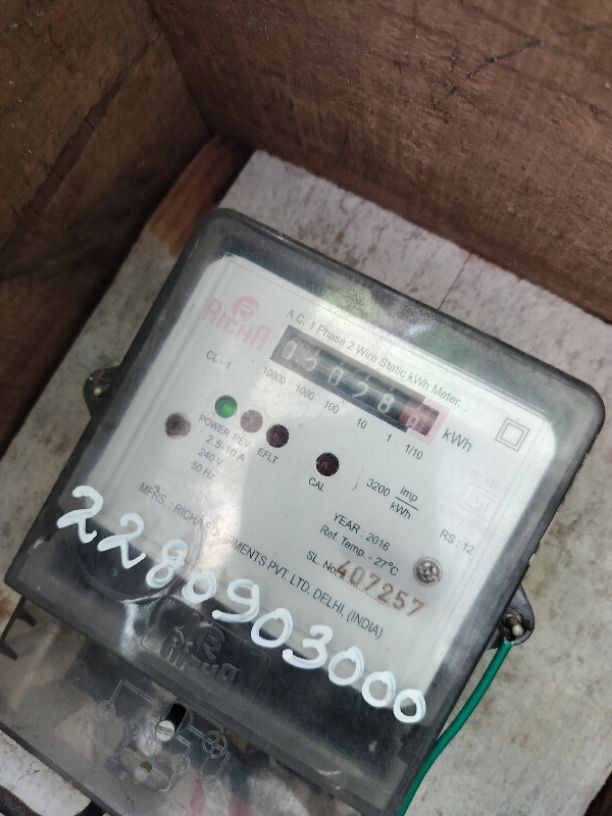 RICHA
A.C. 1 Phase 2 Wire Static kWh Meter.
CL-1
10000 1000 100 10 1 1/10
kWh
POWER REV EFLT
CAL
2.5-10 A
240 V
50 Hz
3200 Imp/kWh
YEAR : 2016
RS : 12
Ref. Temp - 27°C
SL. No. 407257
MFRS. : RICHA EQUIPMENTS PVT. LTD. DELHI, (INDIA)
2280903000
RICHA